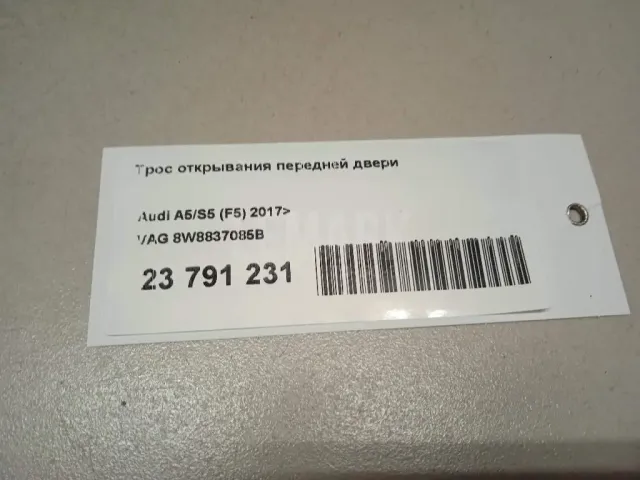 Трос открывания передней двери
Audi A5/S5 (F5) 2017>
VAG 8W8837085B
23 791 231